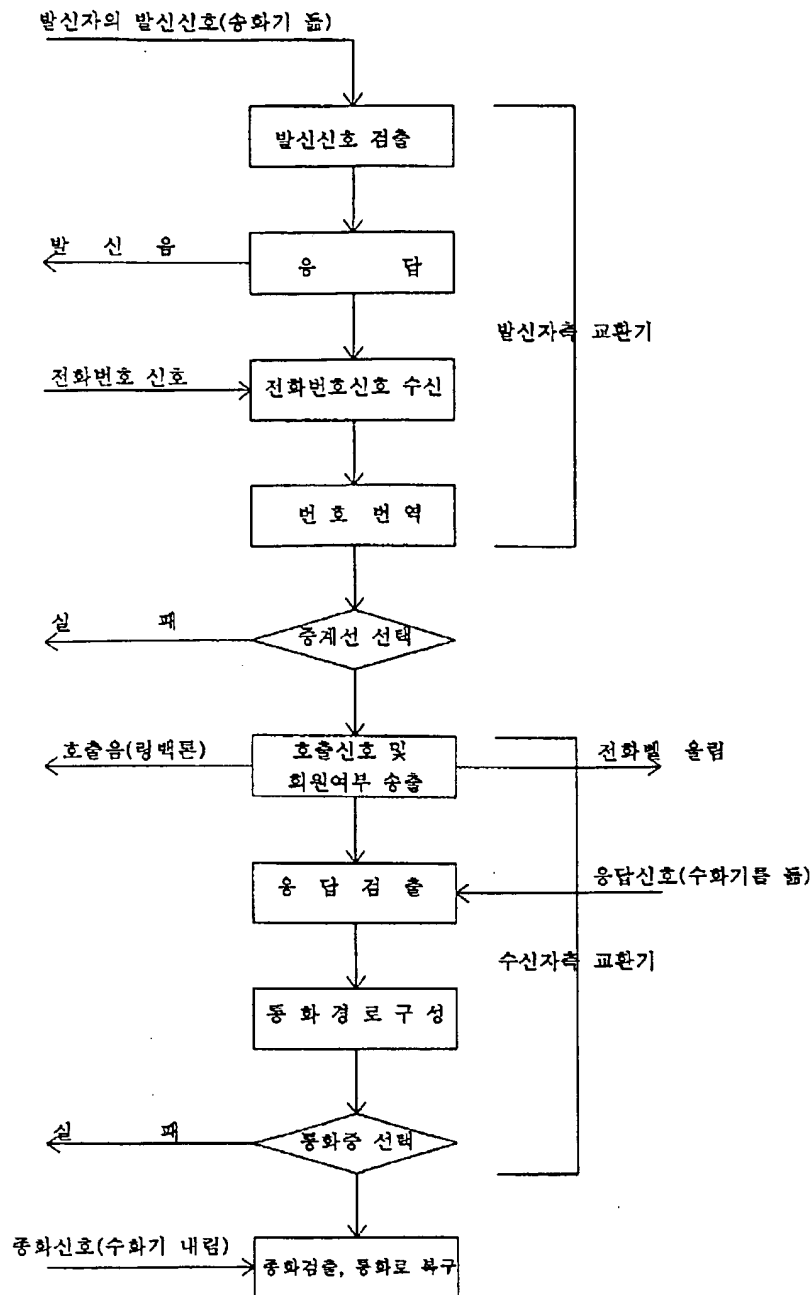 발신자의 발신신호(송화기 듦)
발신신호 검출
발 신 음
응 답
발신자측 교환기
전화번호 신호
전화번호신호 수신
번 호 번 역
실 패
중계선 선택
호출음(링백톤)
호출신호 및
회원여부 송출
전화벨 울림
응 답 검 출
응답신호(수화기를 듦)
수신자측 교환기
통 화 경 로 구 성
실 패
통화중 선택
종화신호(수화기 내림)
종화검출, 통화로 복구